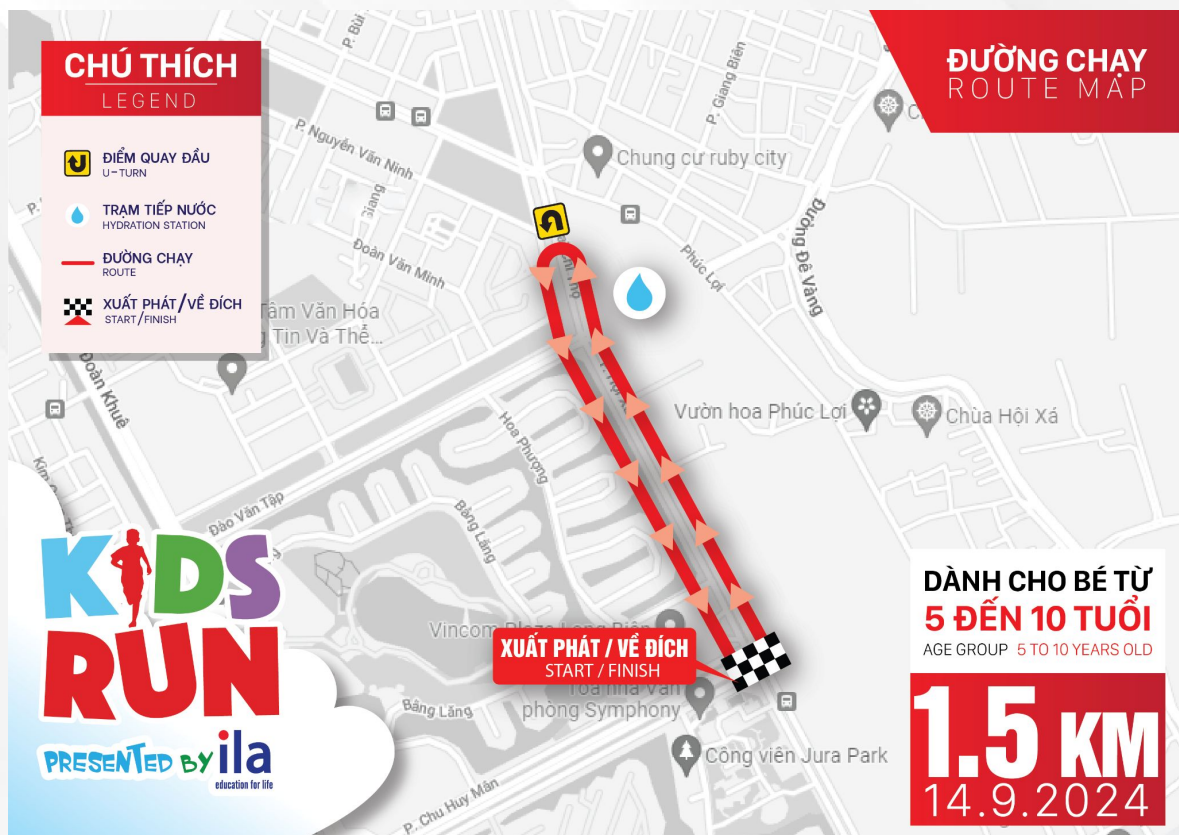 CHÚ THÍCH
LEGEND
ĐIỂM QUAY ĐẦU
U-TURN
TRẠM TIẾP NƯỚC
HYDRATION STATION
ĐƯỜNG CHẠY
ROUTE
XUẤT PHÁT/VỀ ĐÍCH
START/FINISH
ĐƯỜNG CHẠY
ROUTE MAP
P. Bùi
P. Giang Biên
P. Nguyễn Văn Ninh
Chung cư ruby city
Giang
Đoàn Văn Minh
Phúc Lợi
Đường Đê Vàng
Tâm Văn Hóa
g Tin Và Thể...
Đoàn Khuê
Hoa Phượng
Vườn hoa Phúc Lợi
Chùa Hội Xá
Đào Văn Tập
Bằng Lăng
Vincom Plaza Long Biên
XUẤT PHÁT / VỀ ĐÍCH
START / FINISH
Tòa nhà Văn
phòng Symphony
Bằng Lăng
Công viên Jura Park
P. Chu Huy Mân
KIDS
RUN
PRESENTED BY ila
education for life
DÀNH CHO BÉ TỪ
5 ĐẾN 10 TUỔI
AGE GROUP 5 TO 10 YEARS OLD
1.5 KM
14.9.2024